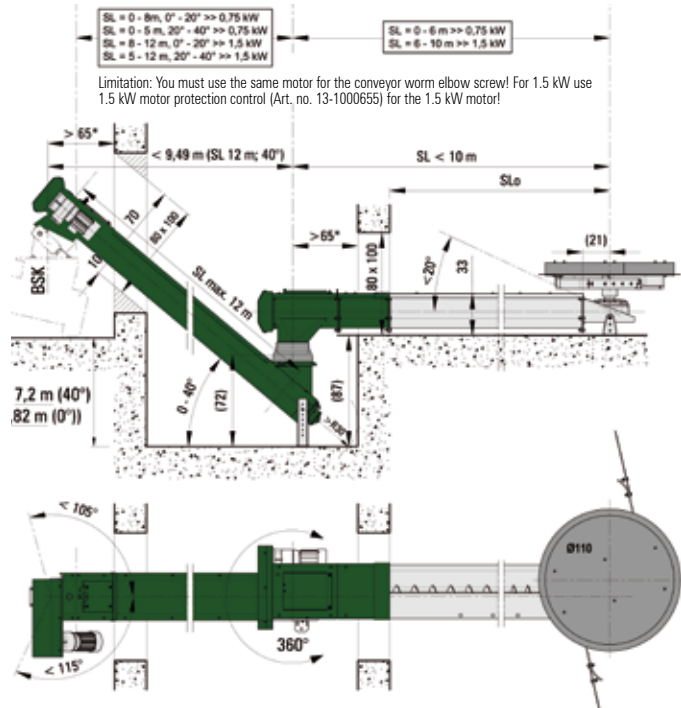 SL = 0 - 8m, 0° - 20° >> 0,75 kW
SL = 0 - 5 m, 20° - 40° >> 0,75 kW
SL = 8 - 12 m, 0° - 20° >> 1,5 kW
SL = 5 - 12 m, 20° - 40° >> 1,5 kW
SL = 0 - 6 m >> 0,75 kW
SL = 6 - 10 m >> 1,5 kW
Limitation: You must use the same motor for the conveyor worm elbow screw! For 1.5 kW use
1.5 kW motor protection control (Art. no. 13-1000655) for the 1.5 kW motor!
> 65*
< 9,49 m (SL 12 m; 40°)
SL < 10 m
SLo
70
80 x 100
10
BSK
SL max. 12 m
>65*
80 x 100
<20°
33
(21)
7,2 m (40°)
82 m (0°))
0 - 40°
(72)
(87)
< 105°
360°
< 115°
Ø110